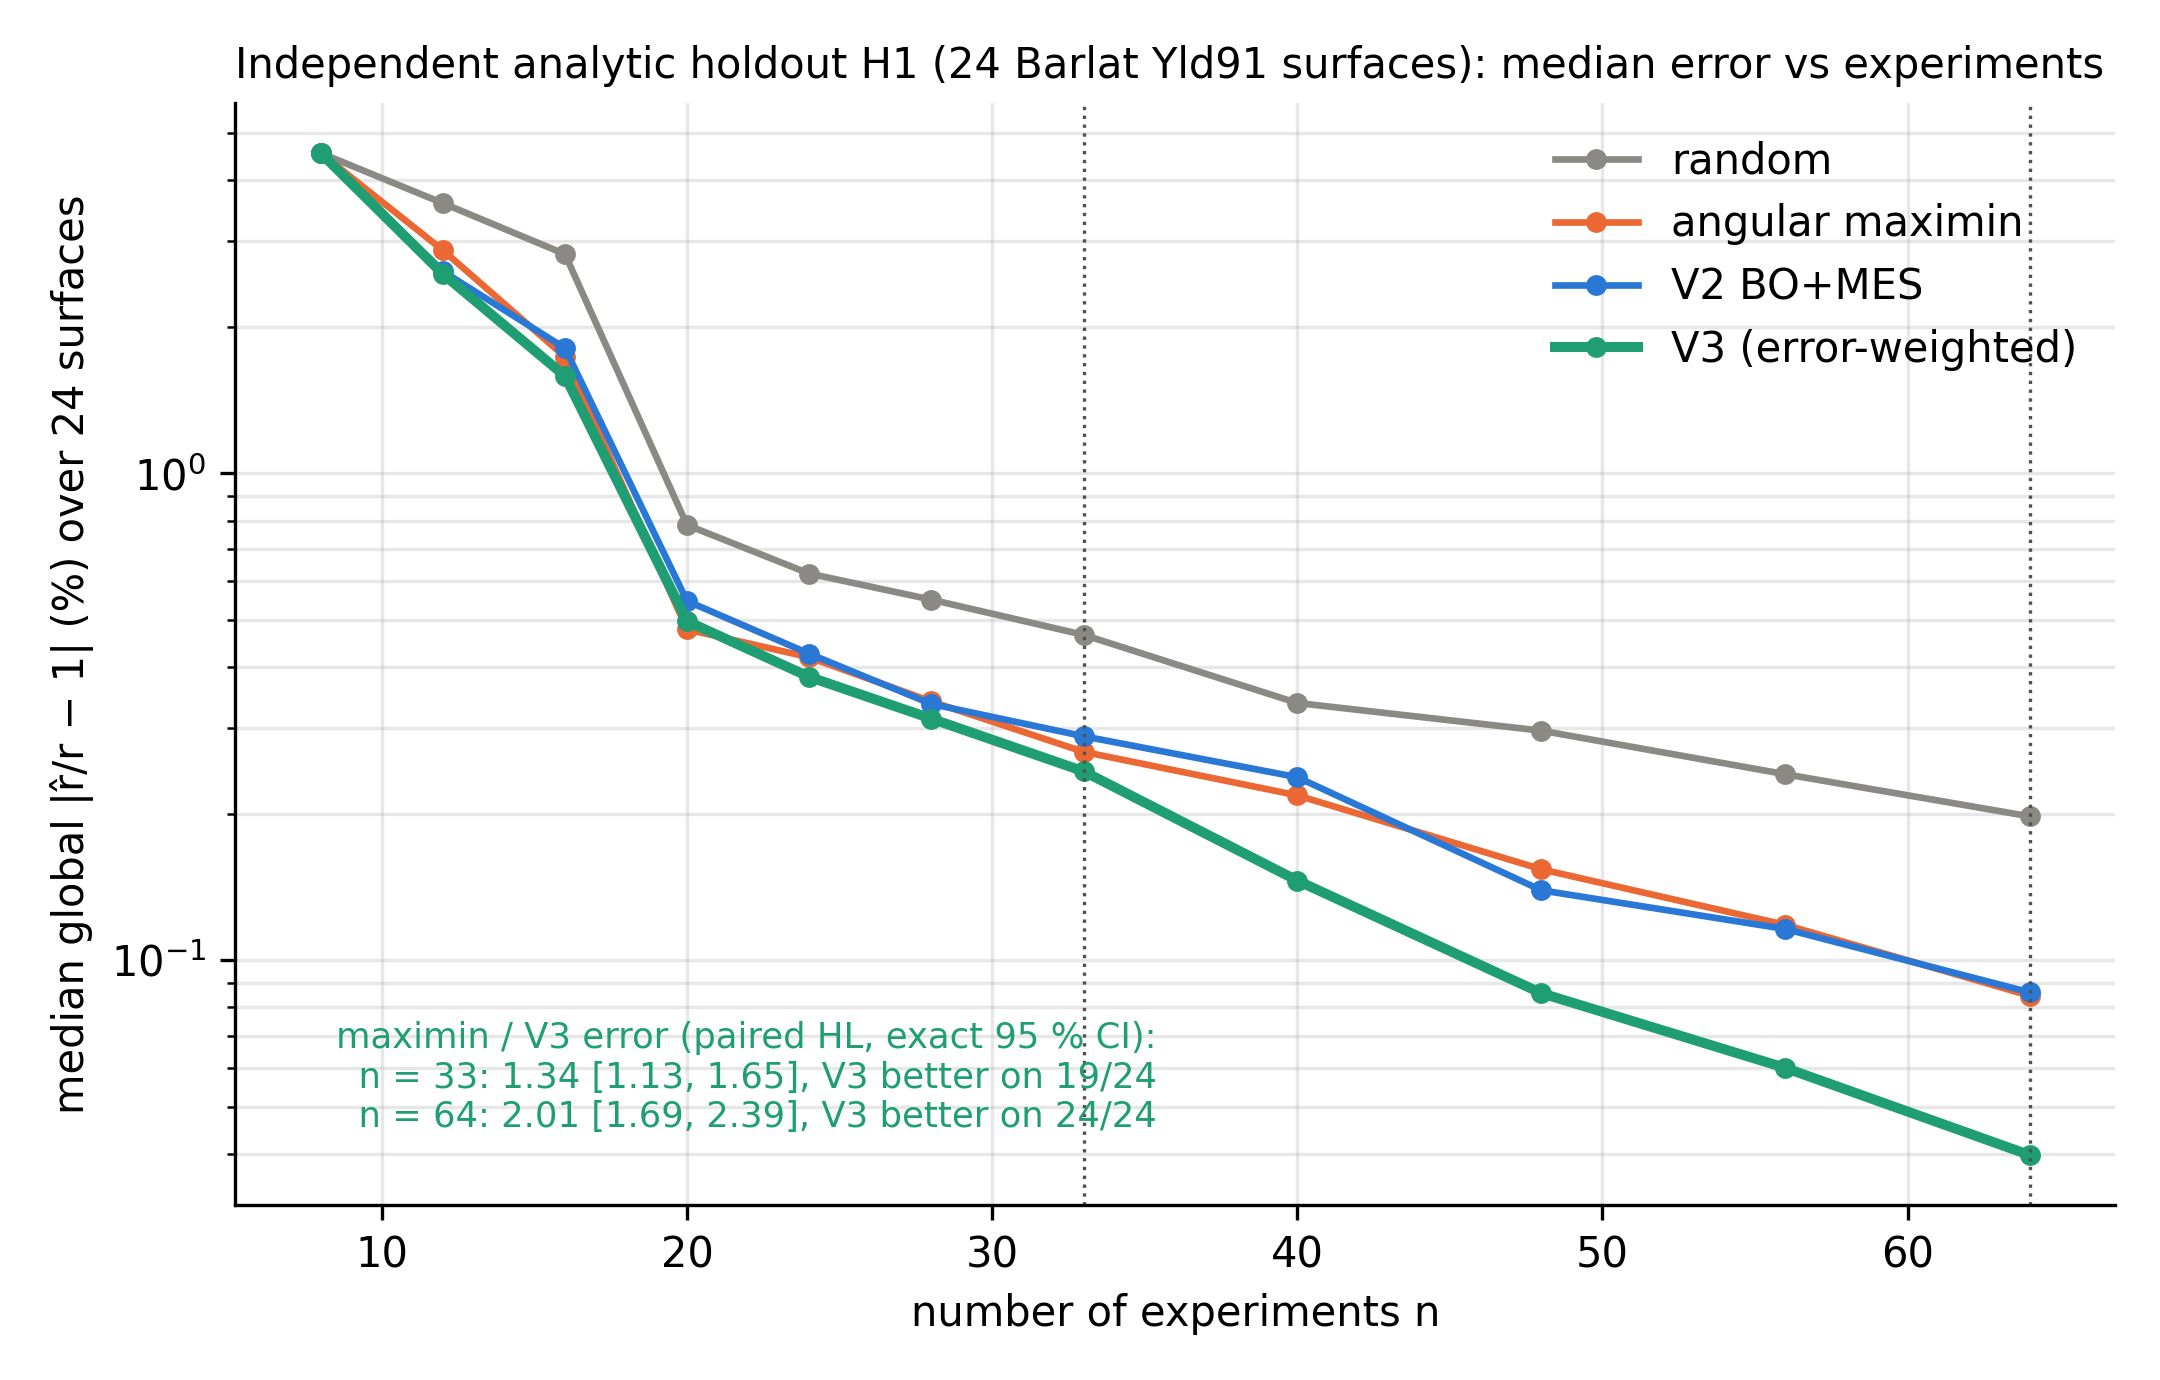 Independent analytic holdout H1 (24 Barlat Yld91 surfaces): median error vs experiments
median global |r̂/r − 1| (%) over 24 surfaces
10⁰
10⁻¹
random
angular maximin
V2 BO+MES
V3 (error-weighted)
maximin / V3 error (paired HL, exact 95 % CI):
n = 33: 1.34 [1.13, 1.65], V3 better on 19/24
n = 64: 2.01 [1.69, 2.39], V3 better on 24/24
10 20 30 40 50 60
number of experiments n